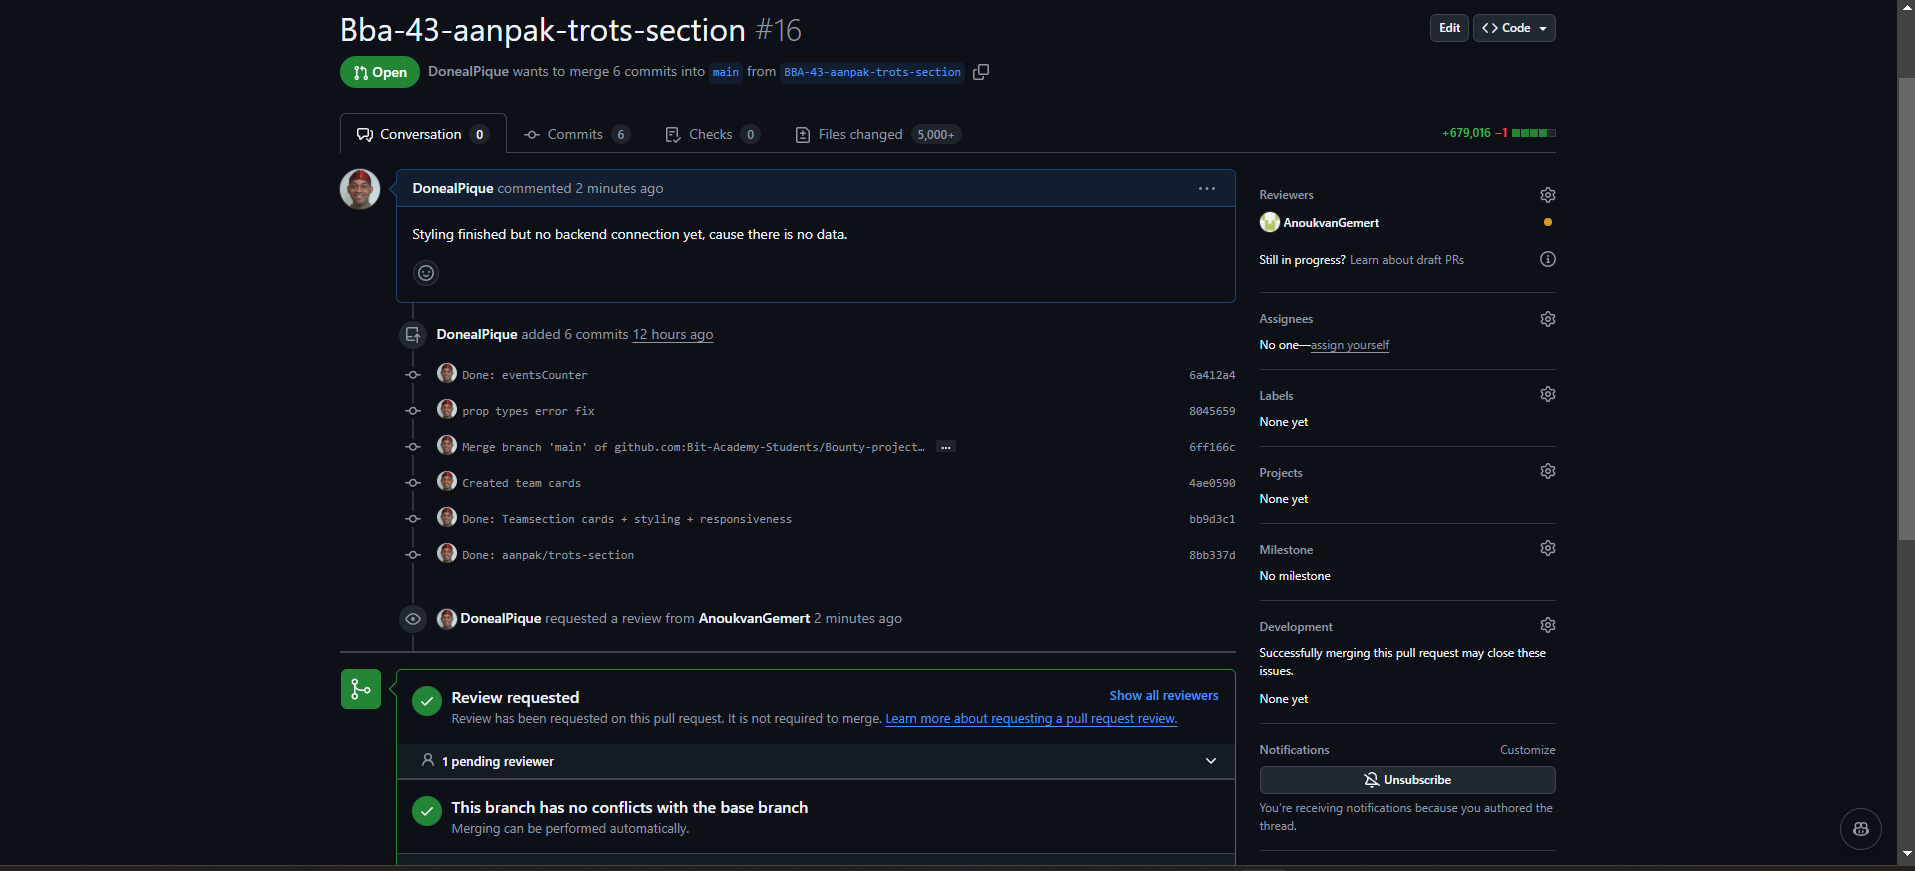 Bba-43-aanpak-trots-section #16
Edit
Code
Open
DonealPique wants to merge 6 commits into main from BBA-43-aanpak-trots-section
Conversation 0
Commits 6
Checks 0
Files changed 5,000+
+679,016 −1
DonealPique commented 2 minutes ago
Styling finished but no backend connection yet, cause there is no data.
DonealPique added 6 commits 12 hours ago
Done: eventsCounter 6a412a4
prop types error fix 8045659
Merge branch 'main' of github.com:Bit-Academy-Students/Bounty-project… … 6ff166c
Created team cards 4ae0590
Done: Teamsection cards + styling + responsiveness bb9d3c1
Done: aanpak/trots-section 8bb337d
DonealPique requested a review from AnoukvanGemert 2 minutes ago
Review requested
Show all reviewers
Review has been requested on this pull request. It is not required to merge. Learn more about requesting a pull request review.
1 pending reviewer
This branch has no conflicts with the base branch
Merging can be performed automatically.
Reviewers
AnoukvanGemert
Still in progress? Learn about draft PRs
Assignees
No one—assign yourself
Labels
None yet
Projects
None yet
Milestone
No milestone
Development
Successfully merging this pull request may close these
issues.
None yet
Notifications
Customize
Unsubscribe
You're receiving notifications because you authored the
thread.